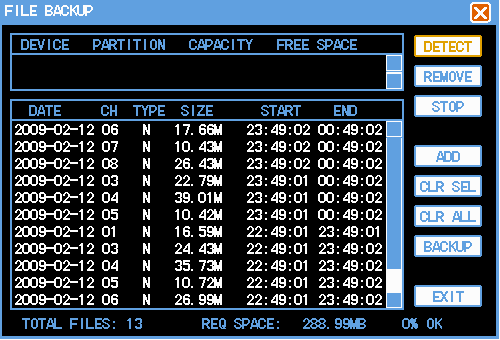 FILE BACKUP
DEVICE PARTITION CAPACITY FREE SPACE
DETECT
REMOVE
STOP
DATE CH TYPE SIZE START END
2009-02-12 06 N 17.66M 23:49:02 00:49:02
2009-02-12 07 N 10.43M 23:49:02 00:49:02
2009-02-12 08 N 26.43M 23:49:02 00:49:02
2009-02-12 03 N 22.79M 23:49:01 00:49:02
2009-02-12 04 N 39.01M 23:49:01 00:49:02
2009-02-12 05 N 10.42M 23:49:01 00:49:02
2009-02-12 01 N 16.59M 22:49:01 23:49:01
2009-02-12 03 N 24.43M 22:49:01 23:49:02
2009-02-12 04 N 35.73M 22:49:01 23:49:02
2009-02-12 05 N 10.72M 22:49:01 23:49:02
2009-02-12 06 N 26.99M 22:49:01 23:49:02
ADD
CLR SEL
CLR ALL
BACKUP
EXIT
TOTAL FILES: 13 REQ SPACE: 288.99MB 0% OK